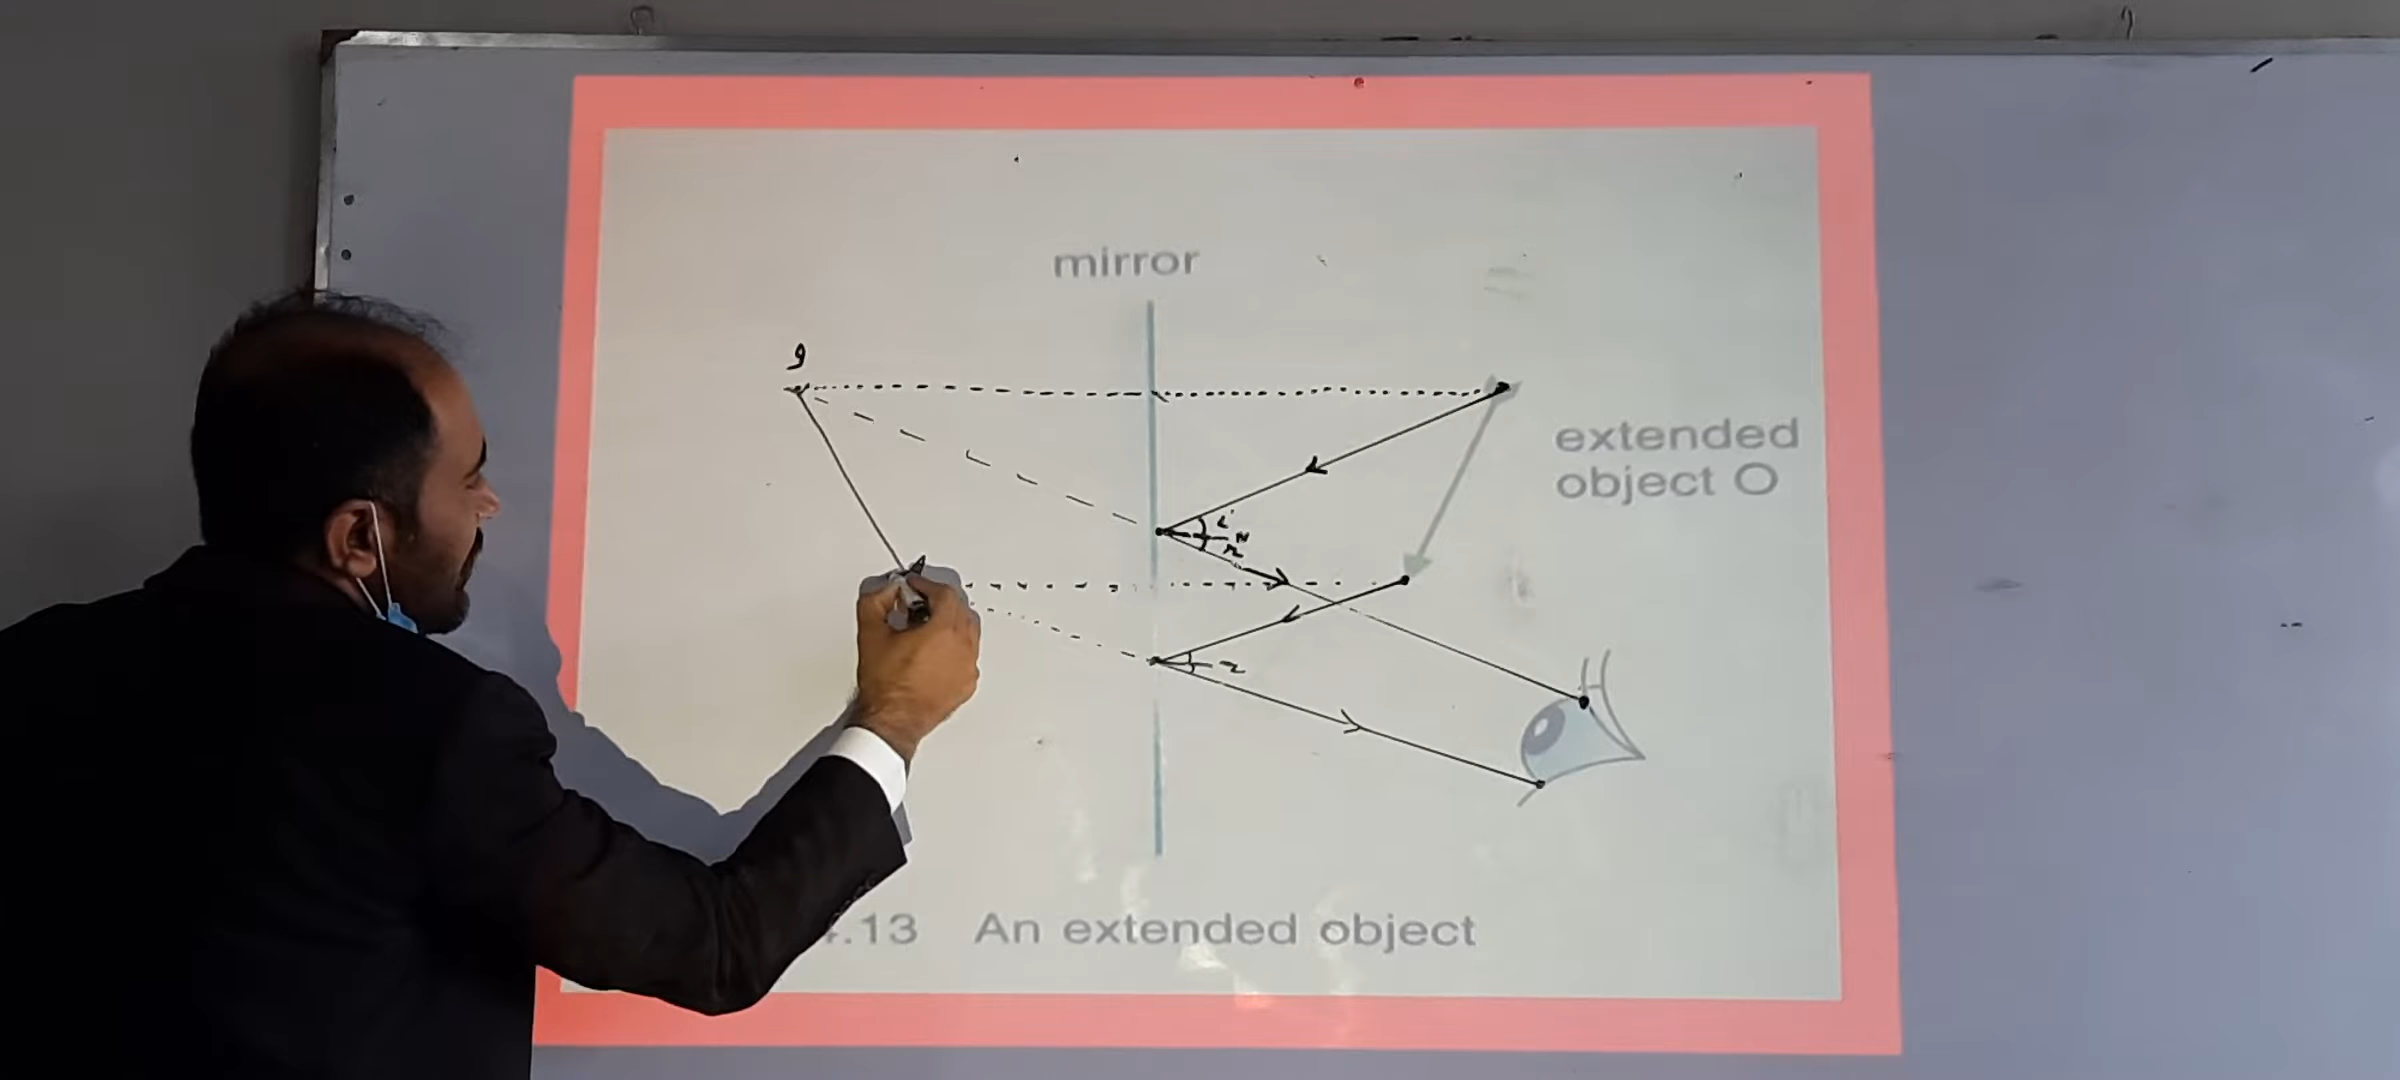 mirror
I
extended
object O
i
N
r
.13 An extended object